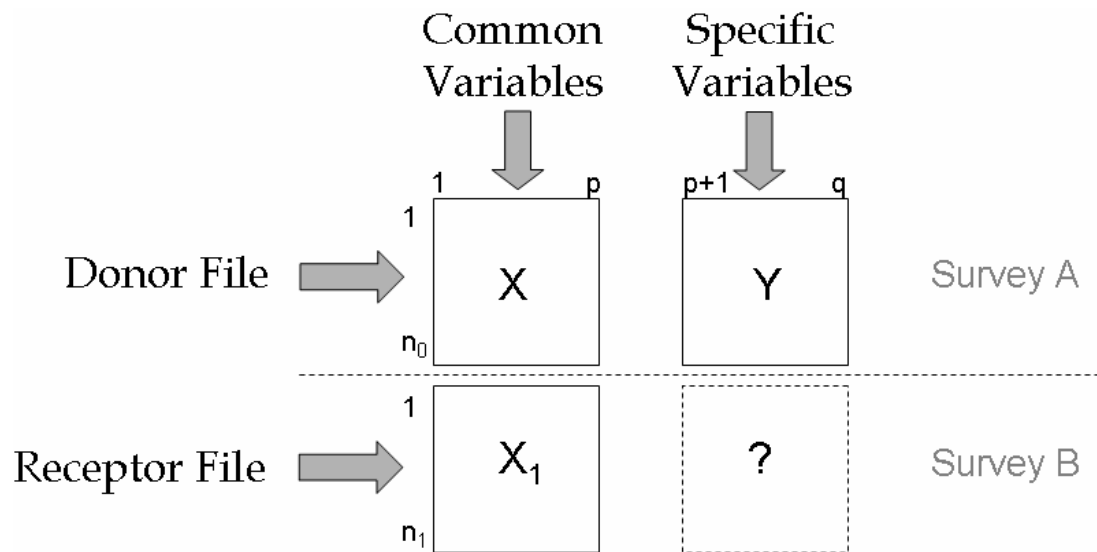 Common Variables
Specific Variables
1 p
p+1 q
1
Donor File
X
Y
Survey A
n₀
1
Receptor File
X₁
?
Survey B
n₁